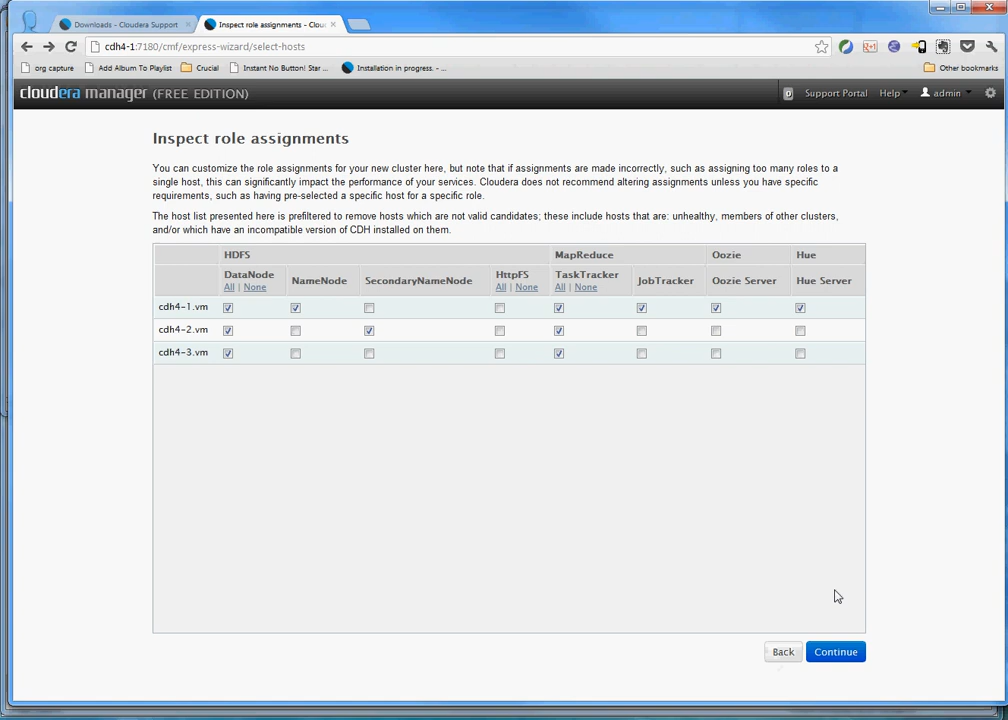 Downloads - Cloudera Support
Inspect role assignments - Clou
cdh4-1:7180/cmf/express-wizard/select-hosts
org capture
Add Album To Playlist
Crucial
Instant No Button! Star ...
Installation in progress. - ...
Other bookmarks
cloudera manager (FREE EDITION)
Support Portal
Help
admin
Inspect role assignments
You can customize the role assignments for your new cluster here, but note that if assignments are made incorrectly, such as assigning too many roles to a
single host, this can significantly impact the performance of your services. Cloudera does not recommend altering assignments unless you have specific
requirements, such as having pre-selected a specific host for a specific role.
The host list presented here is prefiltered to remove hosts which are not valid candidates; these include hosts that are: unhealthy, members of other clusters,
and/or which have an incompatible version of CDH installed on them.
HDFS MapReduce Oozie Hue
DataNode NameNode SecondaryNameNode HttpFS TaskTracker JobTracker Oozie Server Hue Server
All | None All | None All | None
cdh4-1.vm
cdh4-2.vm
cdh4-3.vm
Back Continue